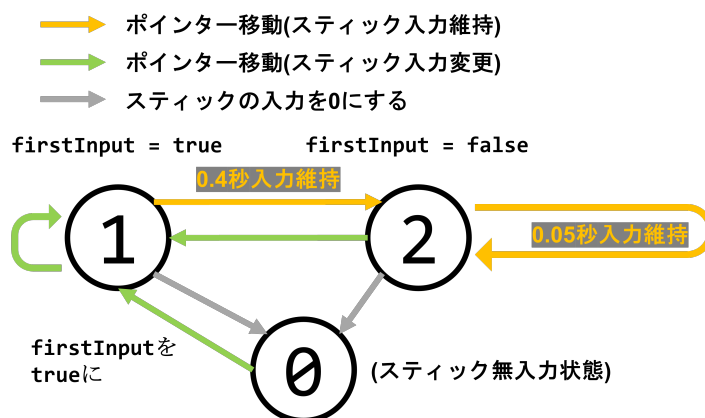 ポインター移動(スティック入力維持)
ポインター移動(スティック入力変更)
スティックの入力を0にする
firstInput = true
firstInput = false
0.4秒入力維持
1
2
0.05秒入力維持
firstInputを
trueに
0
(スティック無入力状態)